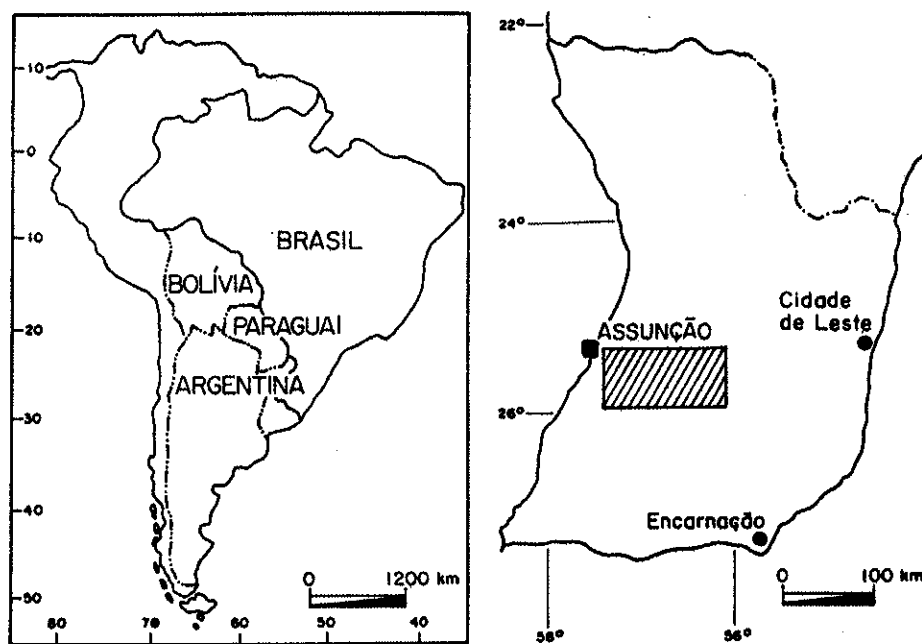 10
0
10
20
30
40
50
80
70
60
50
40
BRASIL
BOLÍVIA
PARAGUAI
ARGENTINA
0 1200 km
22°
24°
26°
58°
56°
ASSUNÇÃO
Cidade
de Leste
Encarnação
0 100 km